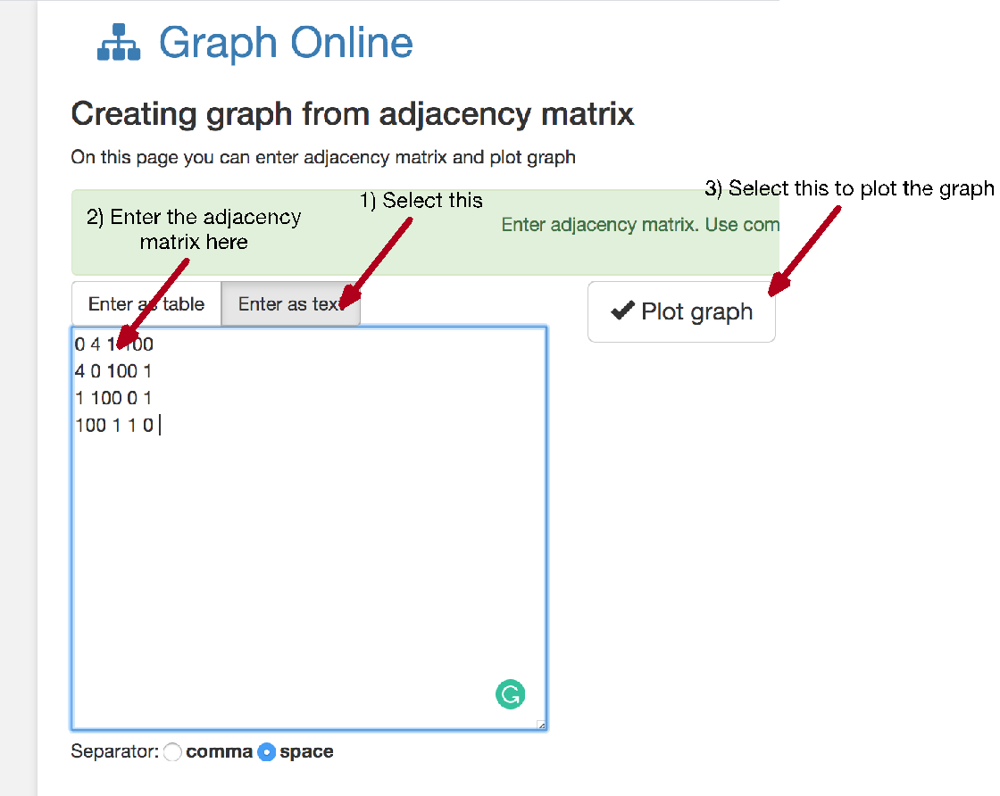 Graph Online
Creating graph from adjacency matrix
On this page you can enter adjacency matrix and plot graph
3) Select this to plot the graph
1) Select this
2) Enter the adjacency
matrix here
Enter adjacency matrix. Use com
Enter as table
Enter as text
Plot graph
0 4 1 100
4 0 100 1
1 100 0 1
100 1 1 0
Separator: comma space